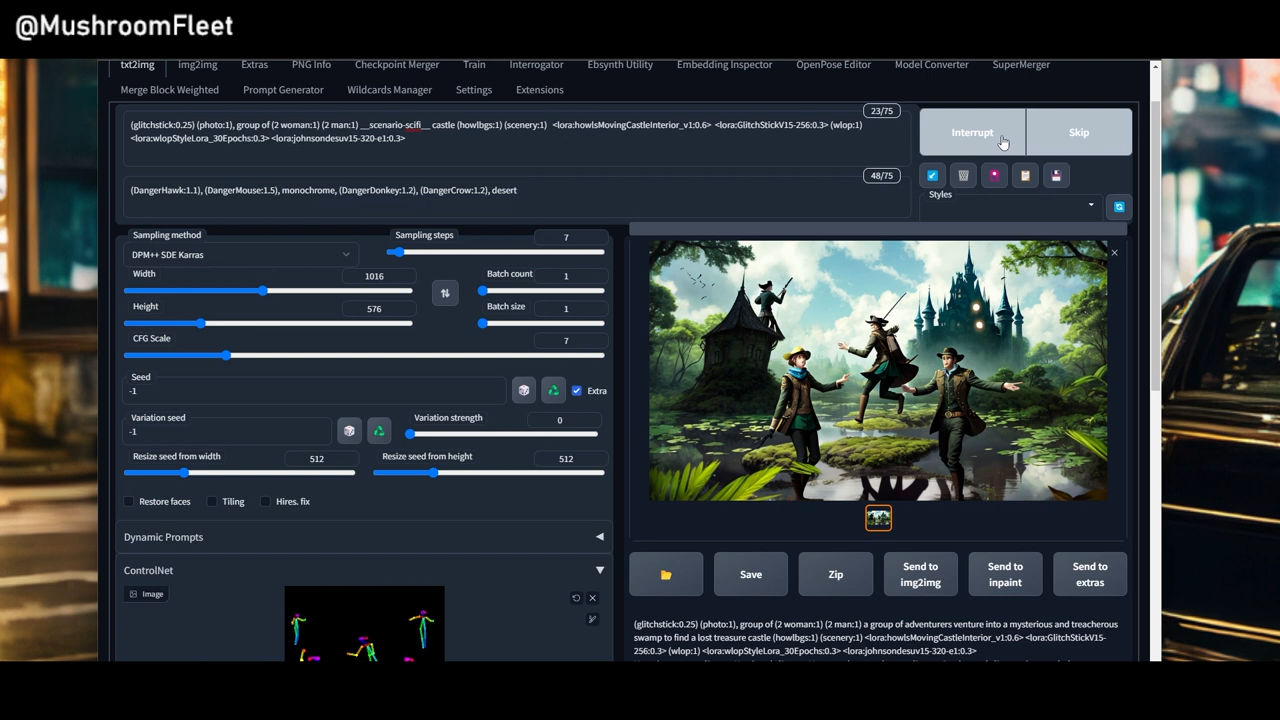 @MushroomFleet
txt2img img2img Extras PNG Info Checkpoint Merger Train Interrogator Ebsynth Utility Embedding Inspector OpenPose Editor Model Converter SuperMerger
Merge Block Weighted Prompt Generator Wildcards Manager Settings Extensions
23/75
(glitchstick:0.25) (photo:1), group of (2 woman:1) (2 man:1) __scenario-scifi__ castle (howlbgs:1) (scenery:1) <lora:howlsMovingCastleInterior_v1:0.6> <lora:GlitchStickV15-256:0.3> (wlop:1)
<lora:wlopStyleLora_30Epochs:0.3> <lora:johnsondesuv15-320-e1:0.3>
Interrupt Skip
48/75
(DangerHawk:1.1), (DangerMouse:1.5), monochrome, (DangerDonkey:1.2), (DangerCrow:1.2), desert
Styles
Sampling method
DPM++ SDE Karras
Sampling steps 7
Width 1016
Batch count 1
Height 576
Batch size 1
CFG Scale 7
Seed
-1
Extra
Variation seed
-1
Variation strength 0
Resize seed from width 512
Resize seed from height 512
Restore faces Tiling Hires. fix
Dynamic Prompts
ControlNet
Image
Save
Zip
Send to
img2img
Send to
inpaint
Send to
extras
(glitchstick:0.25) (photo:1), group of (2 woman:1) (2 man:1) a group of adventurers venture into a mysterious and treacherous
swamp to find a lost treasure castle (howlbgs:1) (scenery:1) <lora:howlsMovingCastleInterior_v1:0.6> <lora:GlitchStickV15-
256:0.3> (wlop:1) <lora:wlopStyleLora_30Epochs:0.3> <lora:johnsondesuv15-320-e1:0.3>